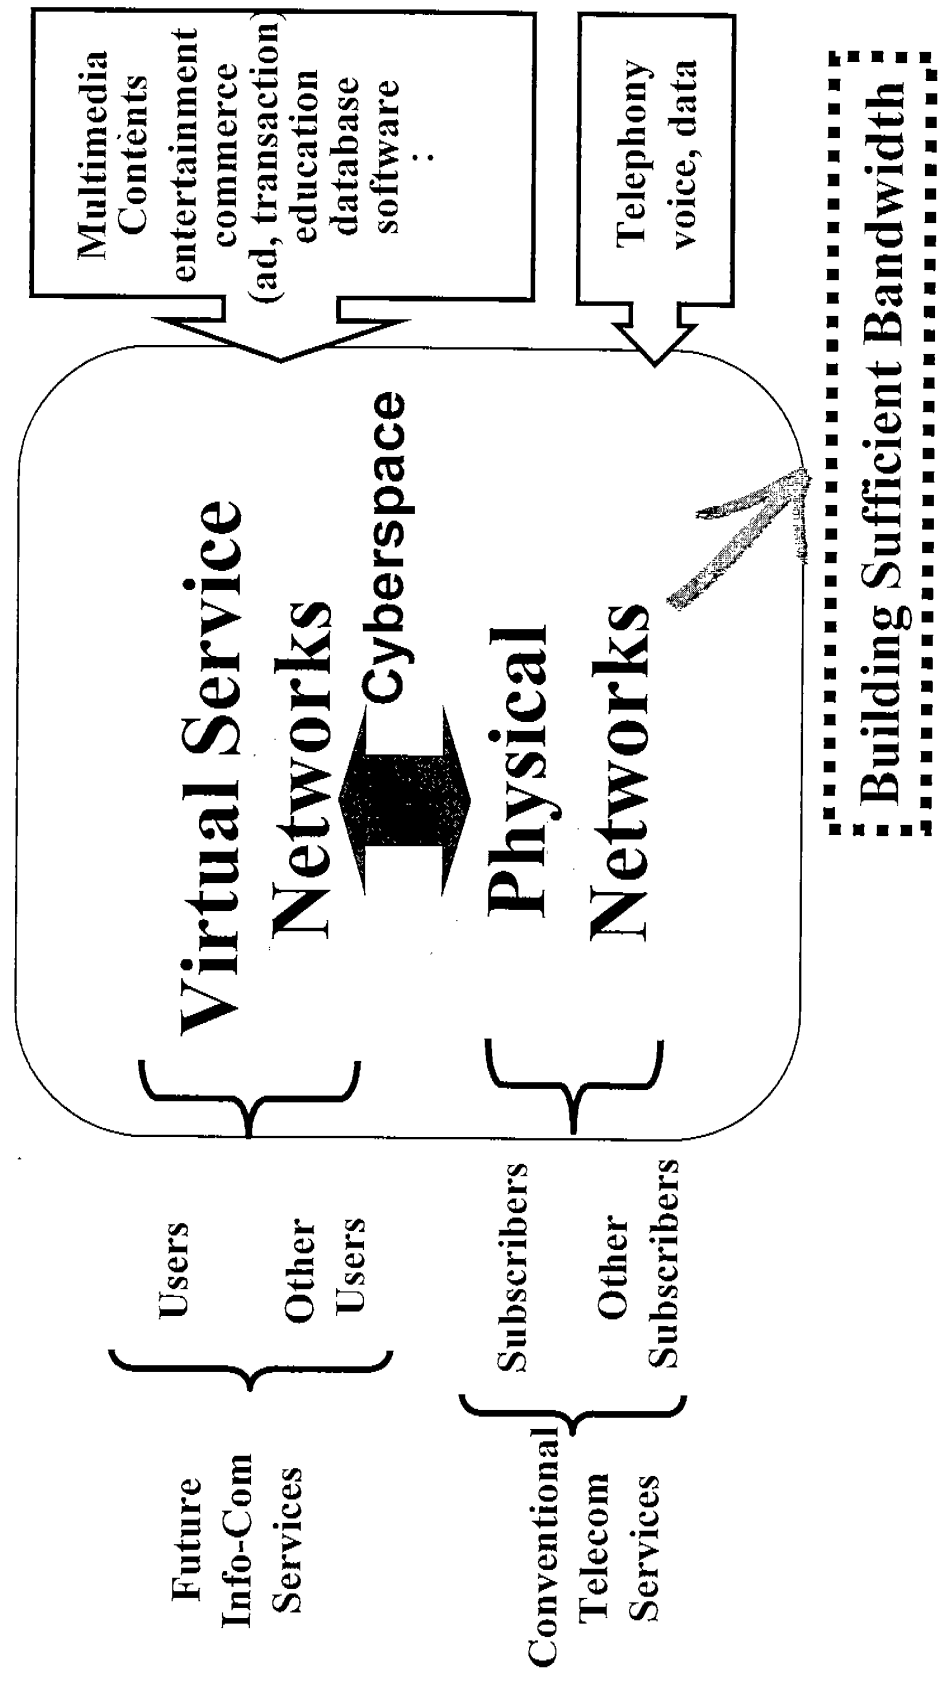 Future
Info-Com
Services
Users
Other
Users
Virtual Service
Networks
Cyberspace
Multimedia
Contents
entertainment
commerce
(ad, transaction)
education
database
software
:
Conventional
Telecom
Services
Subscribers
Other
Subscribers
Physical
Networks
Telephony
voice, data
Building Sufficient Bandwidth